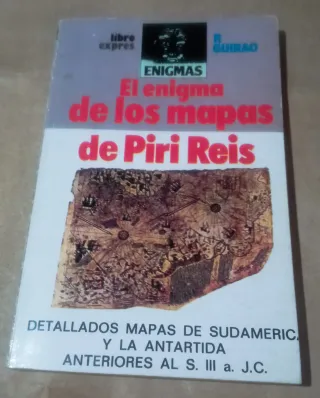 libro
expres
ENIGMAS
P. GUIRAO
El enigma
de los mapas
de Piri Reis
DETALLADOS MAPAS DE SUDAMERICA
Y LA ANTARTIDA
ANTERIORES AL S. III a. J.C.